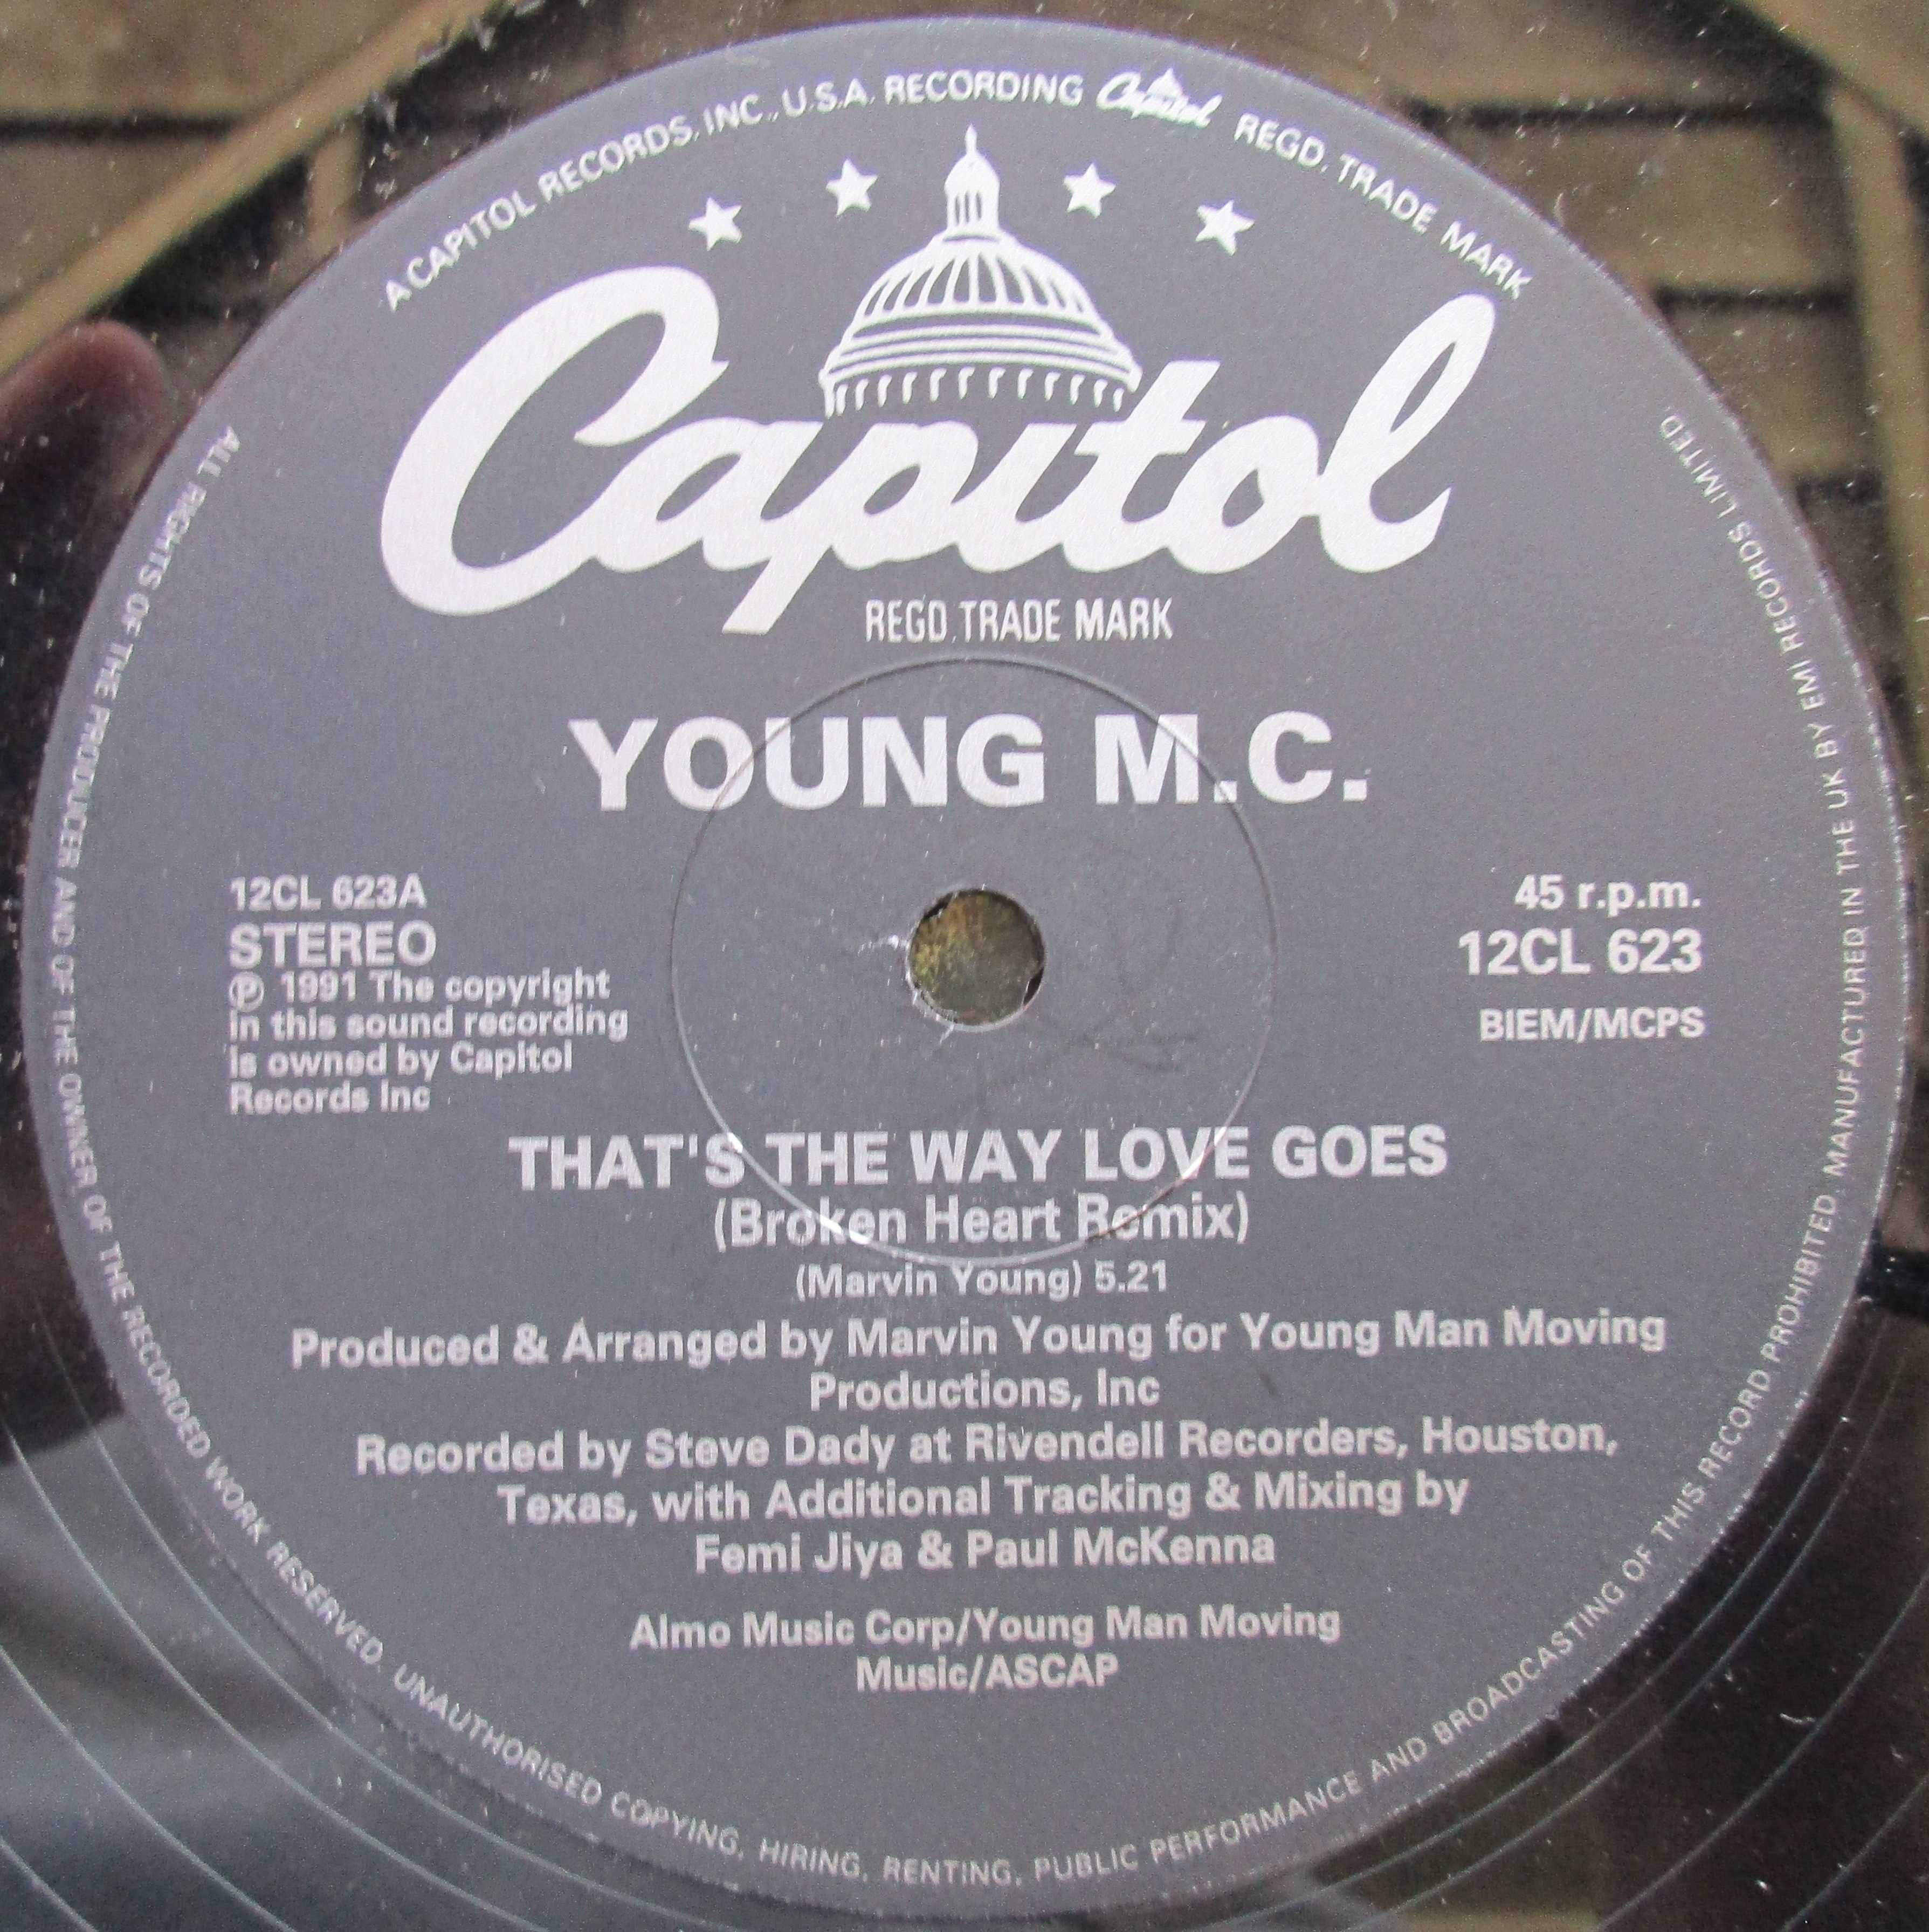 A CAPITOL RECORDS, INC., U.S.A. RECORDING Capitol REGD. TRADE MARK
Capitol
REGD. TRADE MARK
YOUNG M.C.
12CL 623A
STEREO
Ⓟ 1991 The copyright
in this sound recording
is owned by Capitol
Records Inc
45 r.p.m.
12CL 623
BIEM/MCPS
THAT'S THE WAY LOVE GOES
(Broken Heart Remix)
(Marvin Young) 5.21
Produced & Arranged by Marvin Young for Young Man Moving
Productions, Inc
Recorded by Steve Dady at Rivendell Recorders, Houston,
Texas, with Additional Tracking & Mixing by
Femi Jiya & Paul McKenna
Almo Music Corp/Young Man Moving
Music/ASCAP
ALL RIGHTS OF THE PRODUCER AND OF THE OWNER OF THE RECORDED WORK RESERVED. UNAUTHORISED COPYING, HIRING, RENTING, PUBLIC PERFORMANCE AND BROADCASTING OF THIS RECORD PROHIBITED. MANUFACTURED IN THE UK BY EMI RECORDS LIMITED.